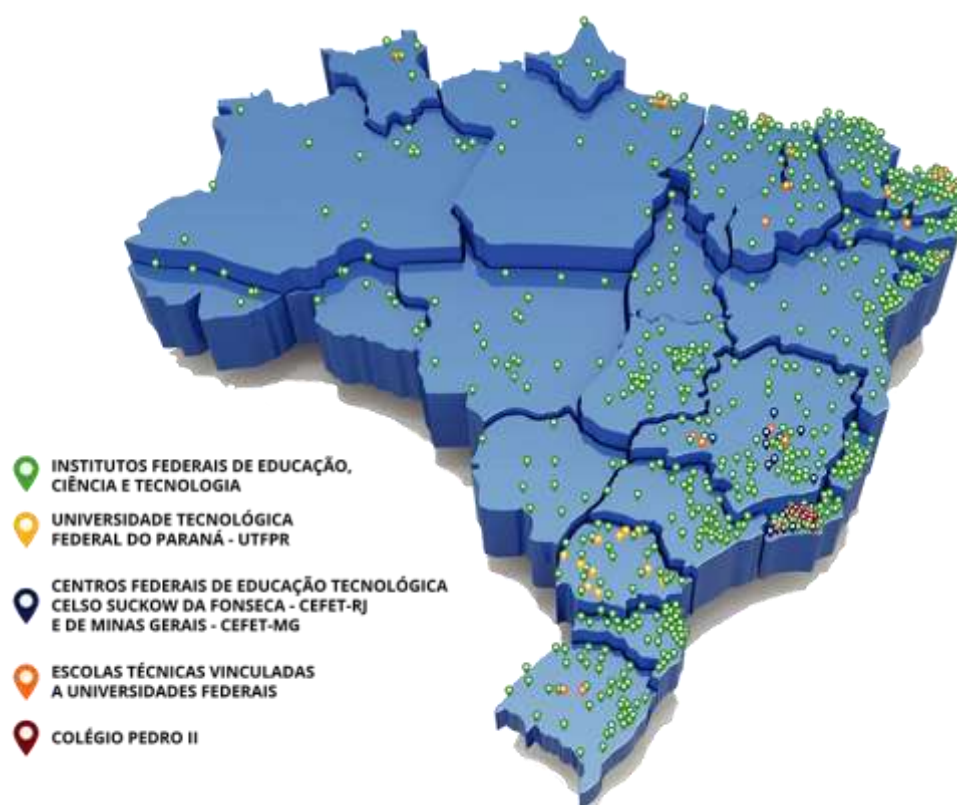 INSTITUTOS FEDERAIS DE EDUCAÇÃO,
CIÊNCIA E TECNOLOGIA
UNIVERSIDADE TECNOLÓGICA
FEDERAL DO PARANÁ - UTFPR
CENTROS FEDERAIS DE EDUCAÇÃO TECNOLÓGICA
CELSO SUCKOW DA FONSECA - CEFET-RJ
E DE MINAS GERAIS - CEFET-MG
ESCOLAS TÉCNICAS VINCULADAS
A UNIVERSIDADES FEDERAIS
COLÉGIO PEDRO II